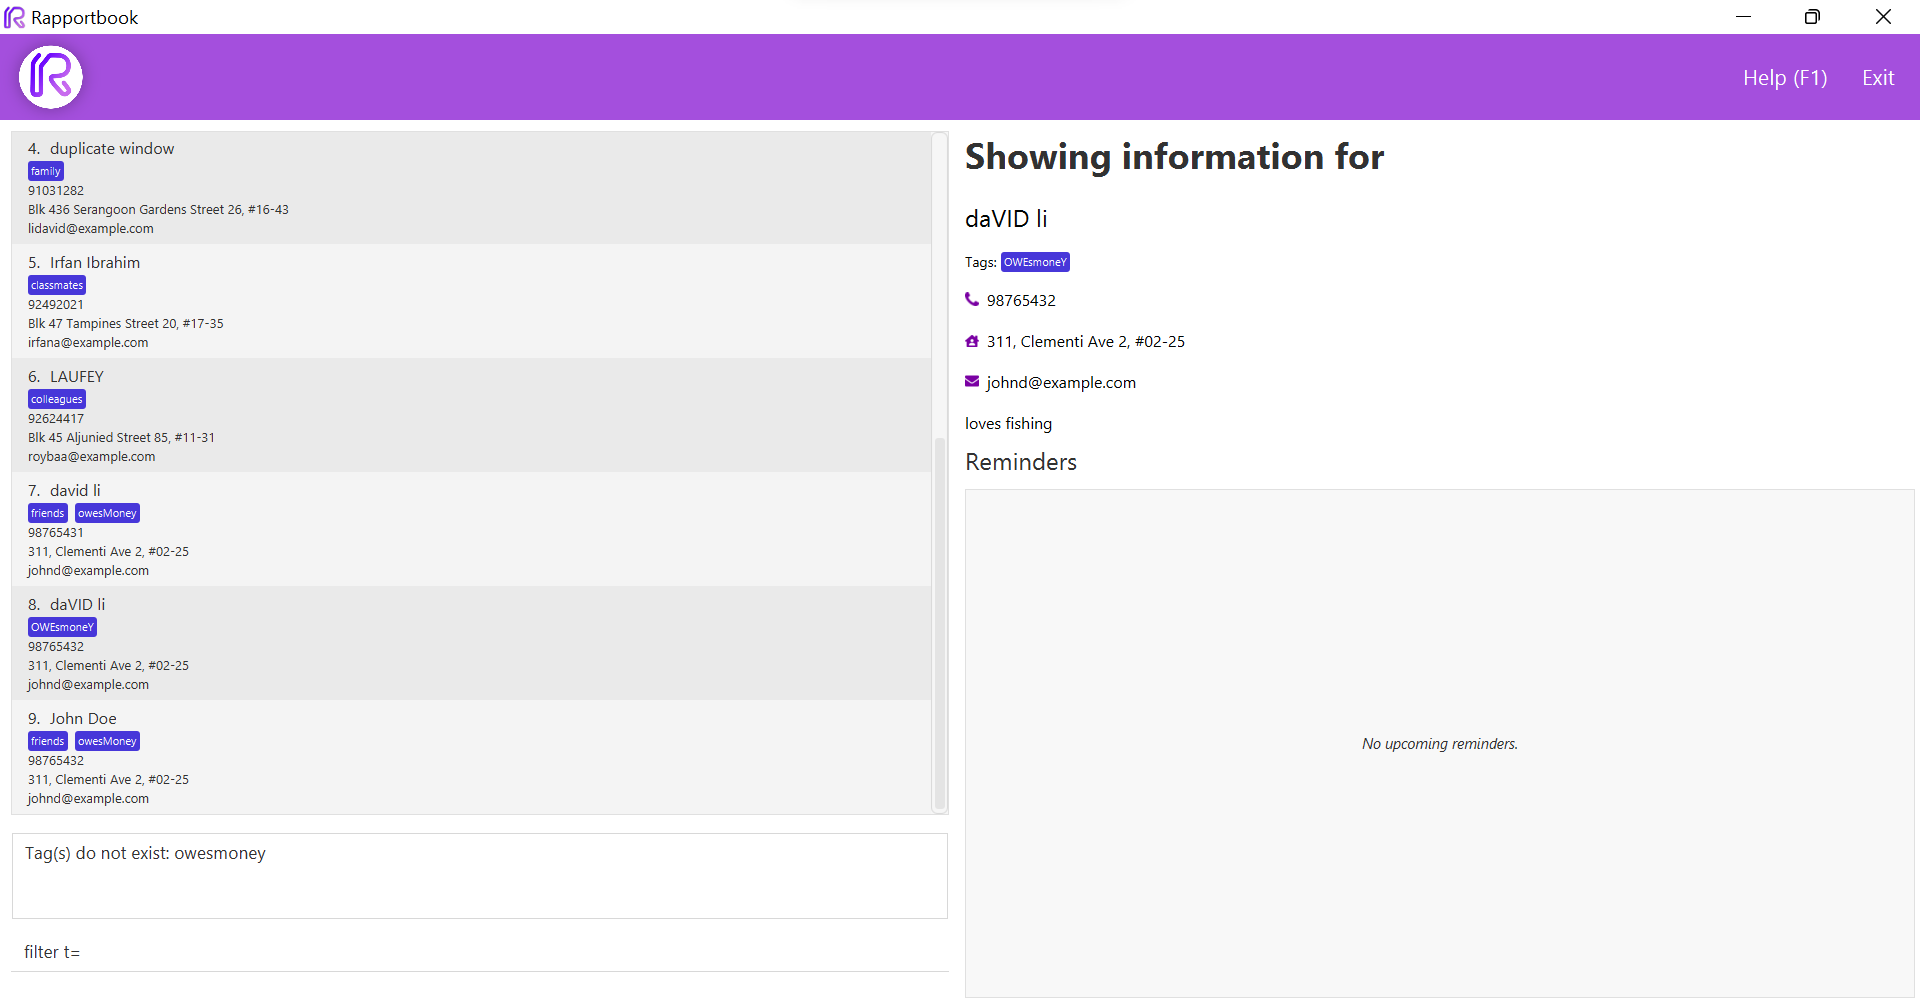 Rapportbook
Help (F1) Exit
4. duplicate window
family
91031282
Blk 436 Serangoon Gardens Street 26, #16-43
lidavid@example.com
5. Irfan Ibrahim
classmates
92492021
Blk 47 Tampines Street 20, #17-35
irfana@example.com
6. LAUFEY
colleagues
92624417
Blk 45 Aljunied Street 85, #11-31
roybaa@example.com
7. david li
friends owesMoney
98765431
311, Clementi Ave 2, #02-25
johnd@example.com
8. daVID li
OWEsmoneY
98765432
311, Clementi Ave 2, #02-25
johnd@example.com
9. John Doe
friends owesMoney
98765432
311, Clementi Ave 2, #02-25
johnd@example.com
Tag(s) do not exist: owesmoney
filter t=
Showing information for
daVID li
Tags: OWEsmoneY
98765432
311, Clementi Ave 2, #02-25
johnd@example.com
loves fishing
Reminders
No upcoming reminders.